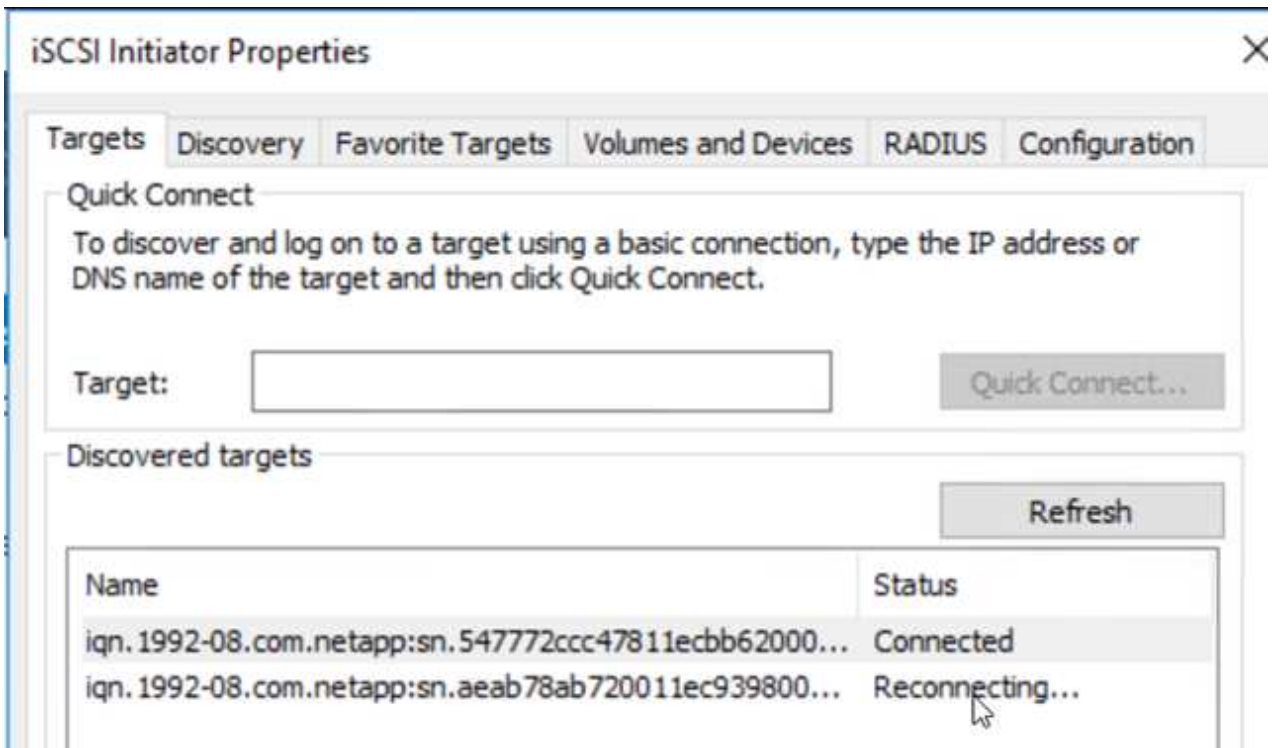 iSCSI Initiator Properties
Targets Discovery Favorite Targets Volumes and Devices RADIUS Configuration
Quick Connect
To discover and log on to a target using a basic connection, type the IP address or
DNS name of the target and then click Quick Connect.
Target:
Quick Connect...
Discovered targets
Refresh
Name Status
iqn.1992-08.com.netapp:sn.547772ccc47811ecbb62000... Connected
iqn.1992-08.com.netapp:sn.aeab78ab720011ec939800... Reconnecting...